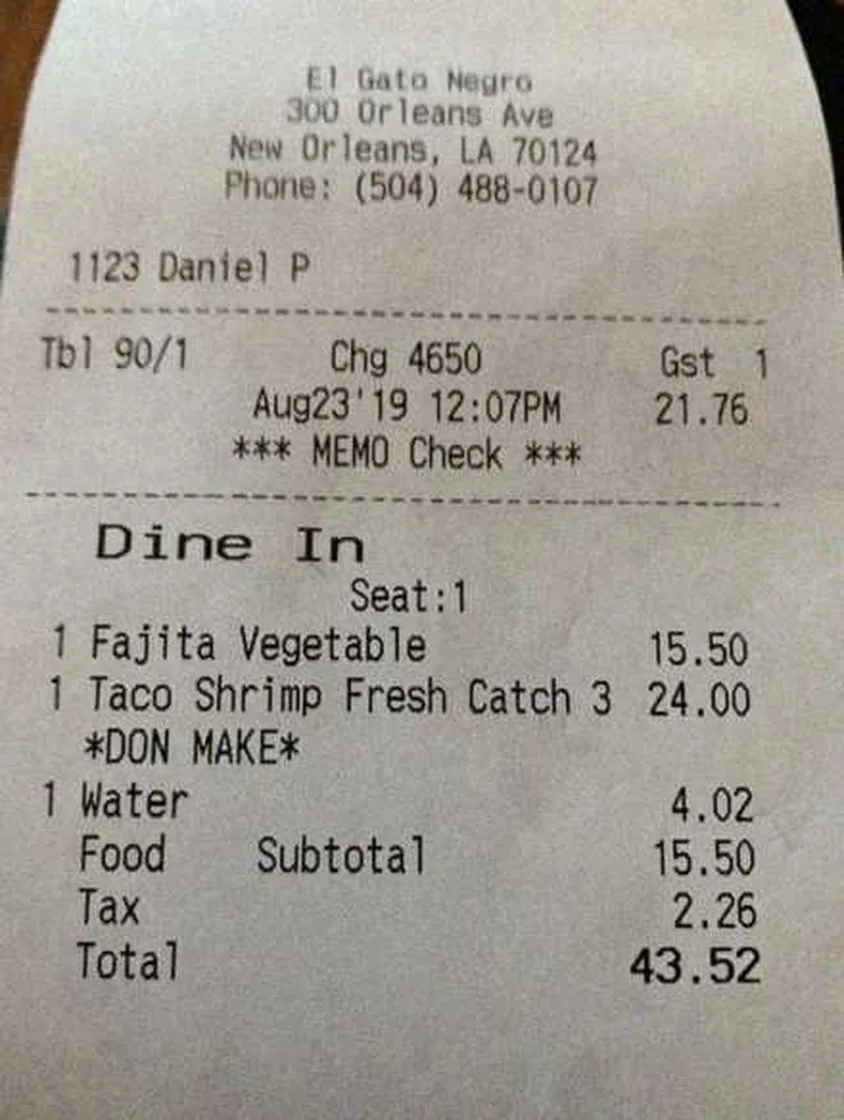 El Gato Negro
300 Orleans Ave
New Orleans, LA 70124
Phone: (504) 488-0107
1123 Daniel P
Tbl 90/1 Chg 4650 Gst 1
Aug23'19 12:07PM 21.76
*** MEMO Check ***
Dine In
Seat:1
1 Fajita Vegetable 15.50
1 Taco Shrimp Fresh Catch 3 24.00
*DON MAKE*
1 Water 4.02
Food Subtotal 15.50
Tax 2.26
Total 43.52